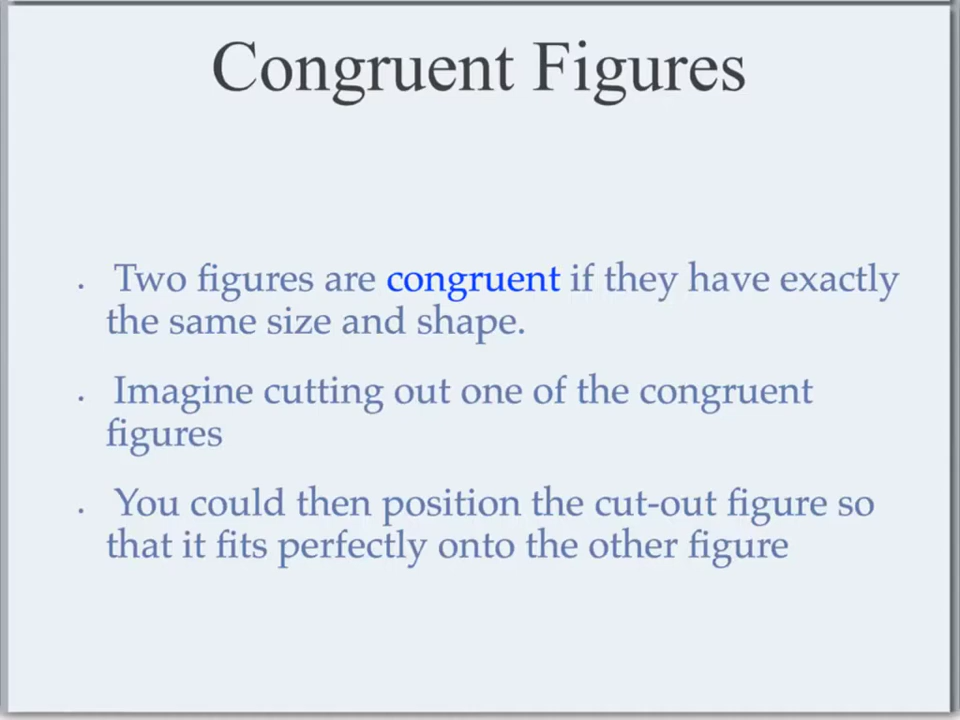 Congruent Figures
. Two figures are congruent if they have exactly
the same size and shape.
. Imagine cutting out one of the congruent
figures
. You could then position the cut-out figure so
that it fits perfectly onto the other figure